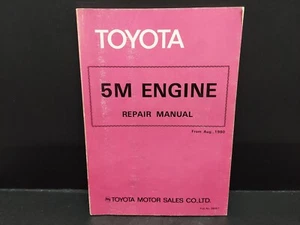 TOYOTA
5M ENGINE
REPAIR MANUAL
From Aug. 1980
TOYOTA MOTOR SALES CO.,LTD.